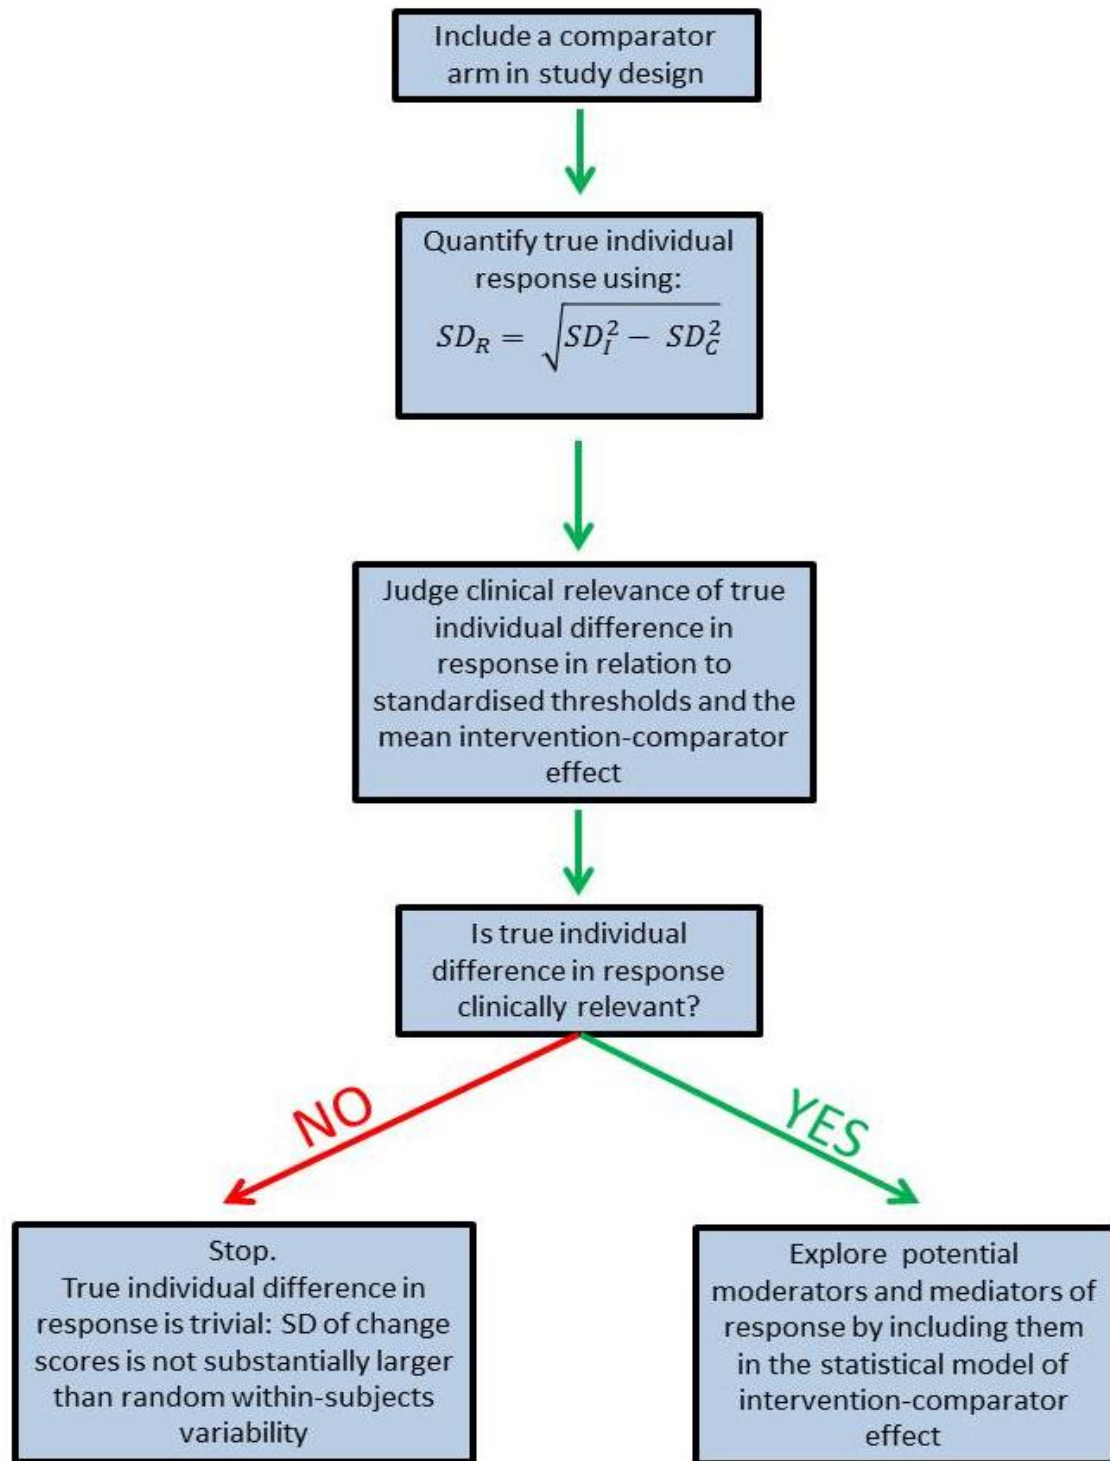 Include a comparator
arm in study design
Quantify true individual
response using:
SD_R = √(SD_I^2 − SD_C^2)
Judge clinical relevance of true
individual difference in
response in relation to
standardised thresholds and the
mean intervention-comparator
effect
Is true individual
difference in response
clinically relevant?
NO
YES
Stop.
True individual difference in
response is trivial: SD of change
scores is not substantially larger
than random within-subjects
variability
Explore potential
moderators and mediators of
response by including them
in the statistical model of
intervention-comparator
effect